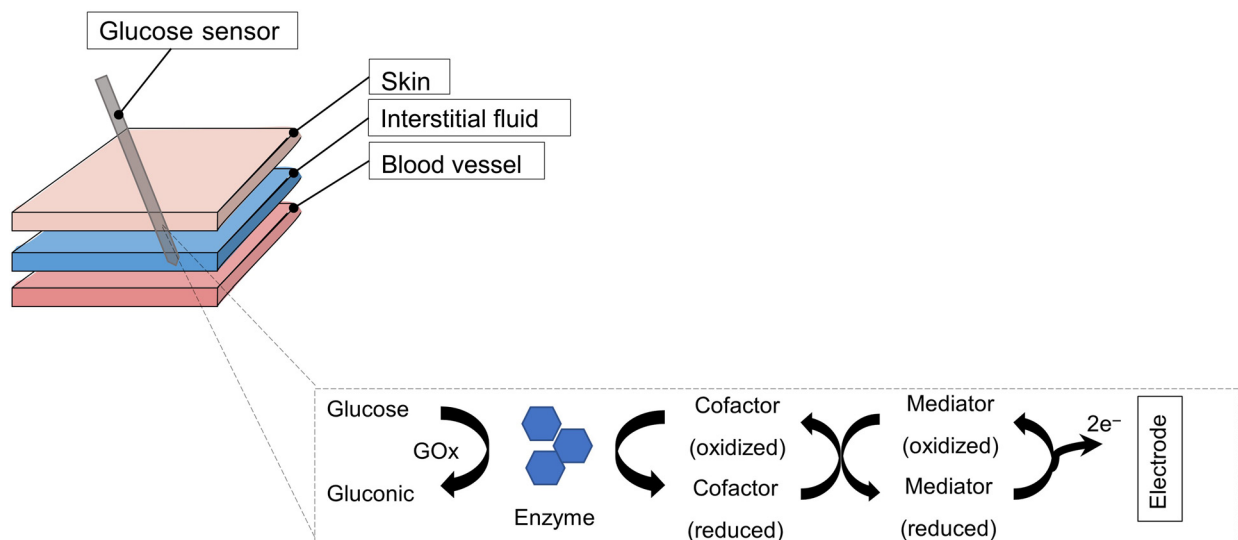 Glucose sensor
Skin
Interstitial fluid
Blood vessel
Glucose
GOx
Gluconic
Enzyme
Cofactor
(oxidized)
Cofactor
(reduced)
Mediator
(oxidized)
Mediator
(reduced)
2e⁻
Electrode